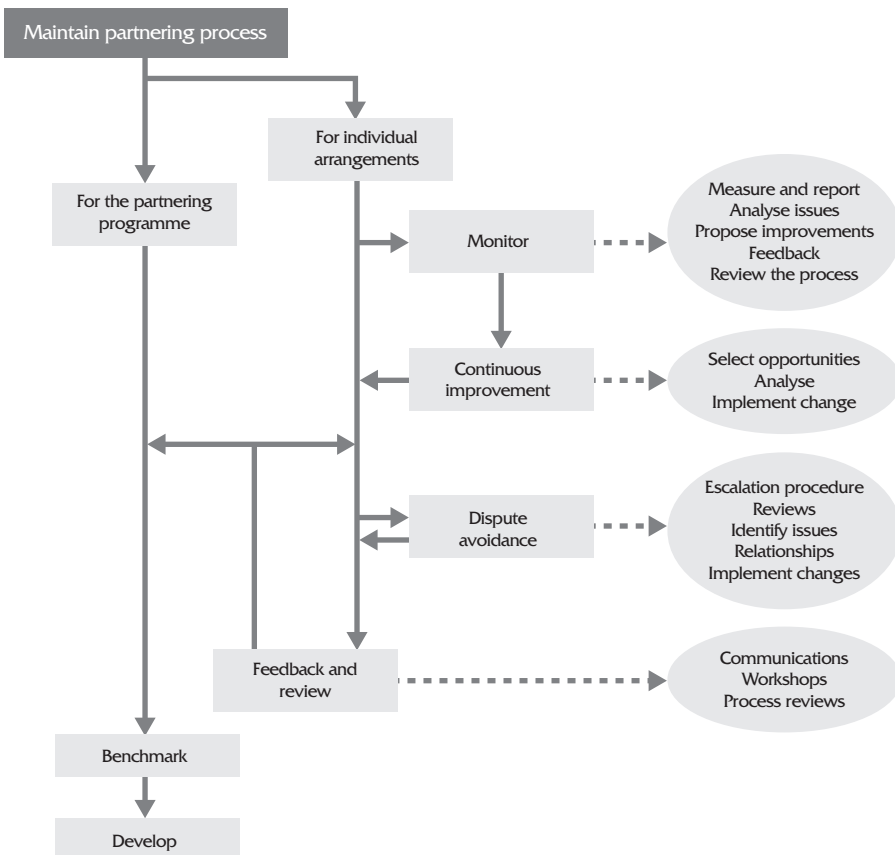 Maintain partnering process
For individual
arrangements
For the partnering
programme
Monitor
Measure and report
Analyse issues
Propose improvements
Feedback
Review the process
Continuous
improvement
Select opportunities
Analyse
Implement change
Dispute
avoidance
Escalation procedure
Reviews
Identify issues
Relationships
Implement changes
Feedback and
review
Communications
Workshops
Process reviews
Benchmark
Develop